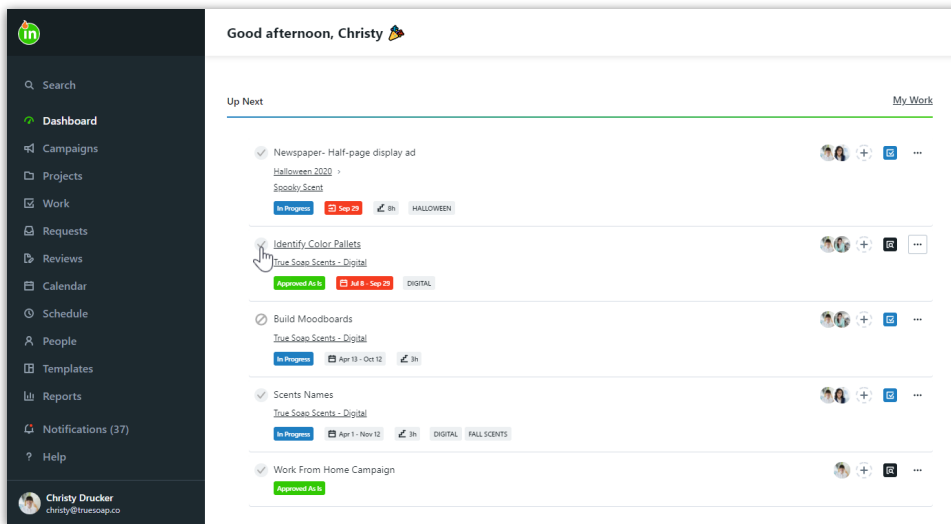 in
Good afternoon, Christy
Search
Dashboard
Campaigns
Projects
Work
Requests
Reviews
Calendar
Schedule
People
Templates
Reports
Notifications (37)
? Help
Christy Drucker
christy@truesoap.co
Up Next
My Work
Newspaper- Half-page display ad
Halloween 2020 >
Spooky Scent
In Progress Sep 29 8h HALLOWEEN
Identify Color Pallets
True Soap Scents - Digital
Approved As Is Jul 8 - Sep 29 DIGITAL
Build Moodboards
True Soap Scents - Digital
In Progress Apr 13 - Oct 12 3h
Scents Names
True Soap Scents - Digital
In Progress Apr 1 - Nov 12 3h DIGITAL FALL SCENTS
Work From Home Campaign
Approved As Is